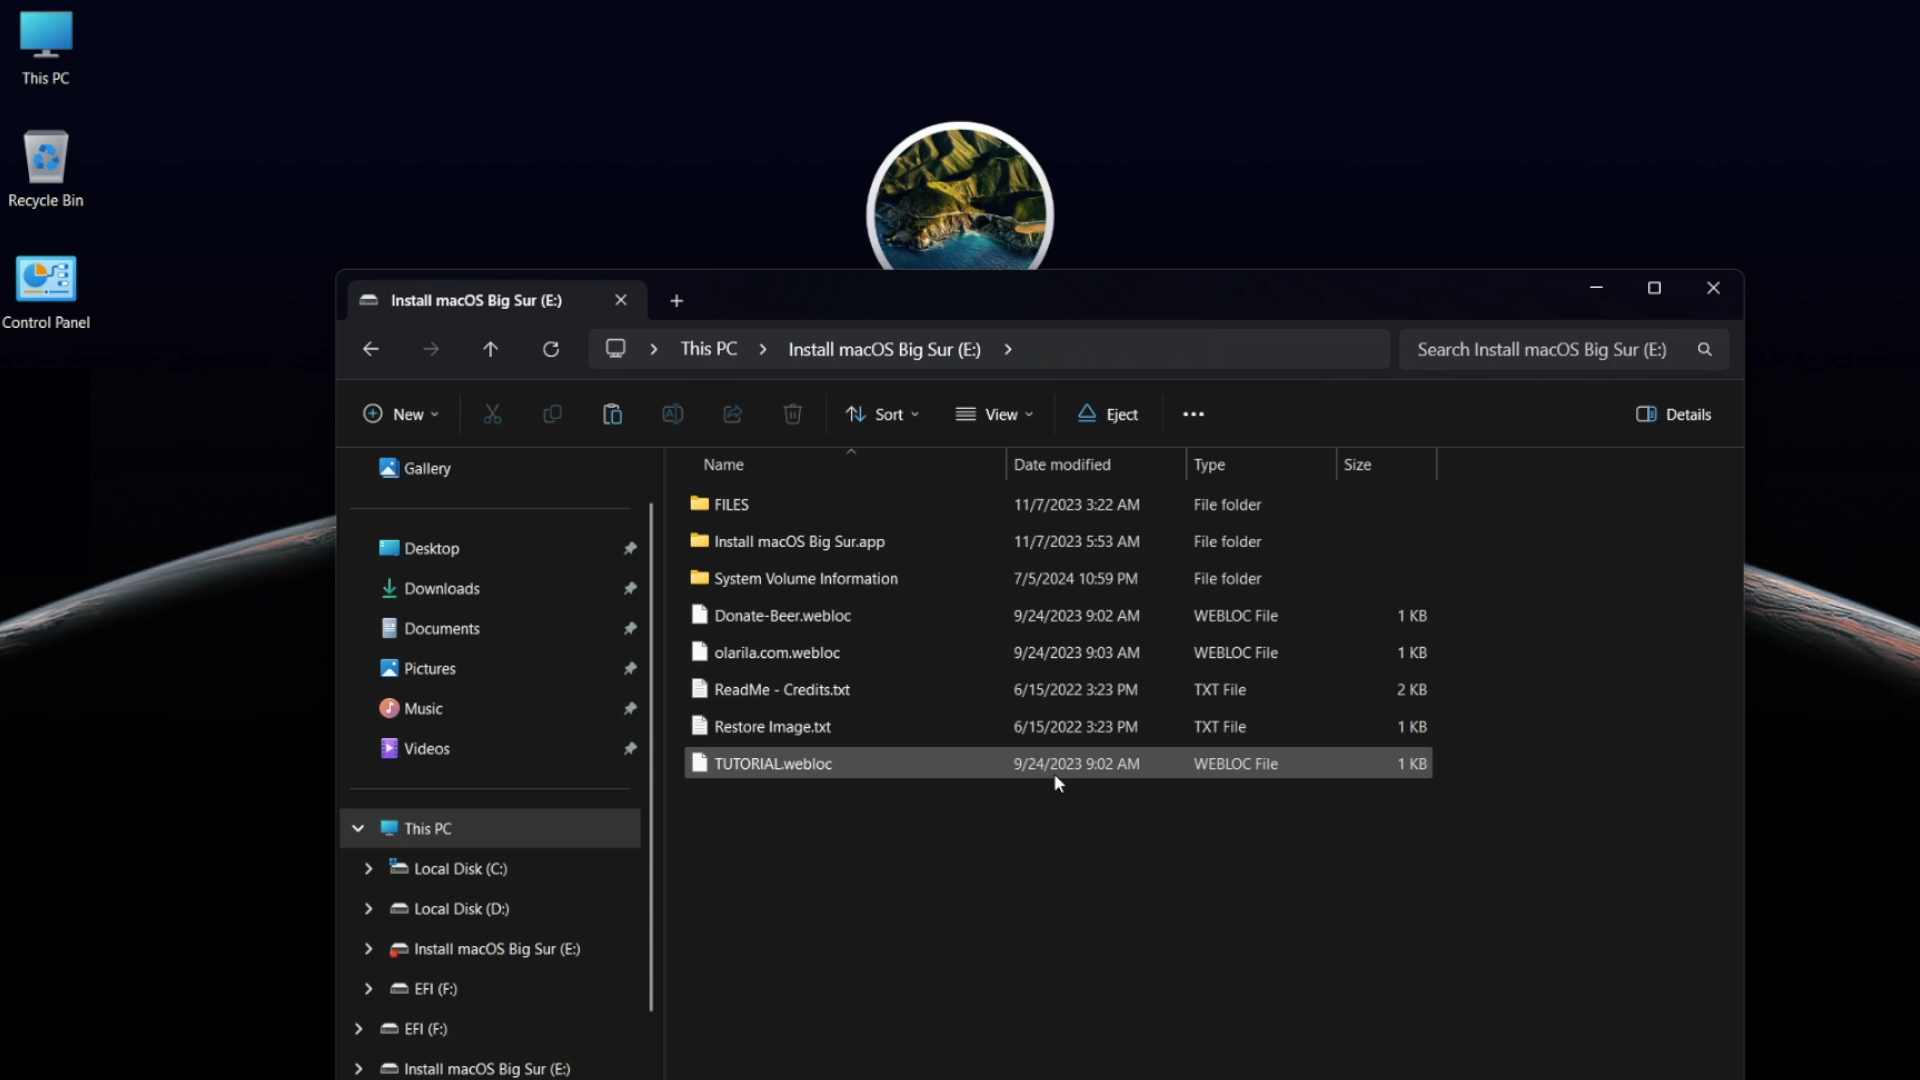 This PC
Recycle Bin
Control Panel
Install macOS Big Sur (E:)
This PC Install macOS Big Sur (E:) Search Install macOS Big Sur (E:)
New Sort View Eject Details
Gallery
Desktop
Downloads
Documents
Pictures
Music
Videos
This PC
Local Disk (C:)
Local Disk (D:)
Install macOS Big Sur (E:)
EFI (F:)
EFI (F:)
Install macOS Big Sur (E:)
Name Date modified Type Size
FILES 11/7/2023 3:22 AM File folder
Install macOS Big Sur.app 11/7/2023 5:53 AM File folder
System Volume Information 7/5/2024 10:59 PM File folder
Donate-Beer.webloc 9/24/2023 9:02 AM WEBLOC File 1 KB
olarila.com.webloc 9/24/2023 9:03 AM WEBLOC File 1 KB
ReadMe - Credits.txt 6/15/2022 3:23 PM TXT File 2 KB
Restore Image.txt 6/15/2022 3:23 PM TXT File 1 KB
TUTORIAL.webloc 9/24/2023 9:02 AM WEBLOC File 1 KB